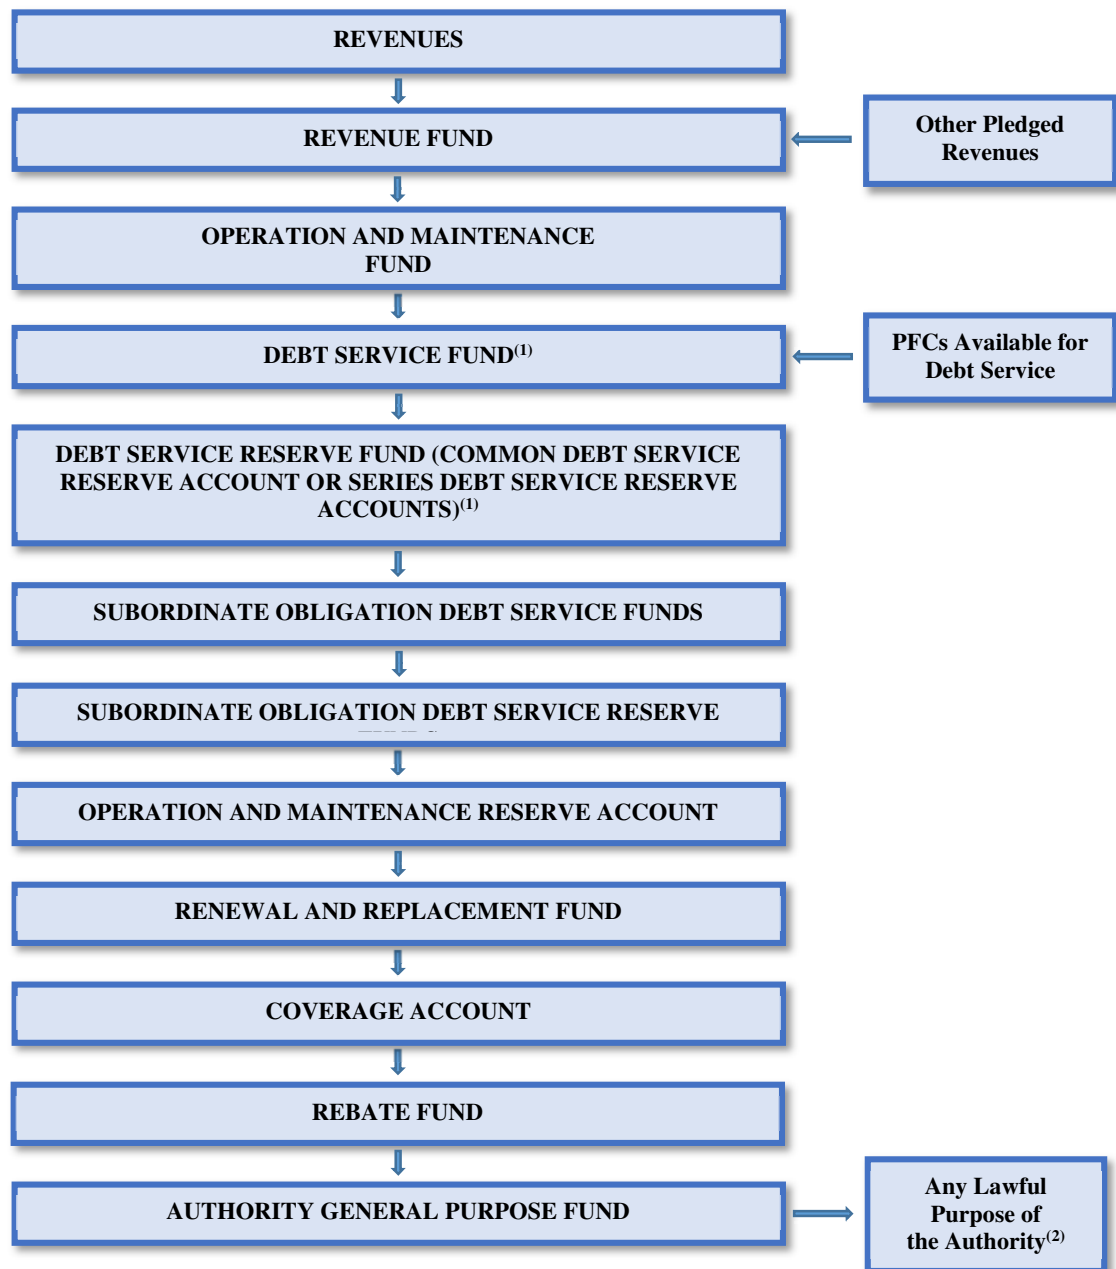 REVENUES
REVENUE FUND
Other Pledged
Revenues
OPERATION AND MAINTENANCE
FUND
DEBT SERVICE FUND(1)
PFCs Available for
Debt Service
DEBT SERVICE RESERVE FUND (COMMON DEBT SERVICE
RESERVE ACCOUNT OR SERIES DEBT SERVICE RESERVE
ACCOUNTS)(1)
SUBORDINATE OBLIGATION DEBT SERVICE FUNDS
SUBORDINATE OBLIGATION DEBT SERVICE RESERVE
OPERATION AND MAINTENANCE RESERVE ACCOUNT
RENEWAL AND REPLACEMENT FUND
COVERAGE ACCOUNT
REBATE FUND
AUTHORITY GENERAL PURPOSE FUND
Any Lawful
Purpose of
the Authority(2)